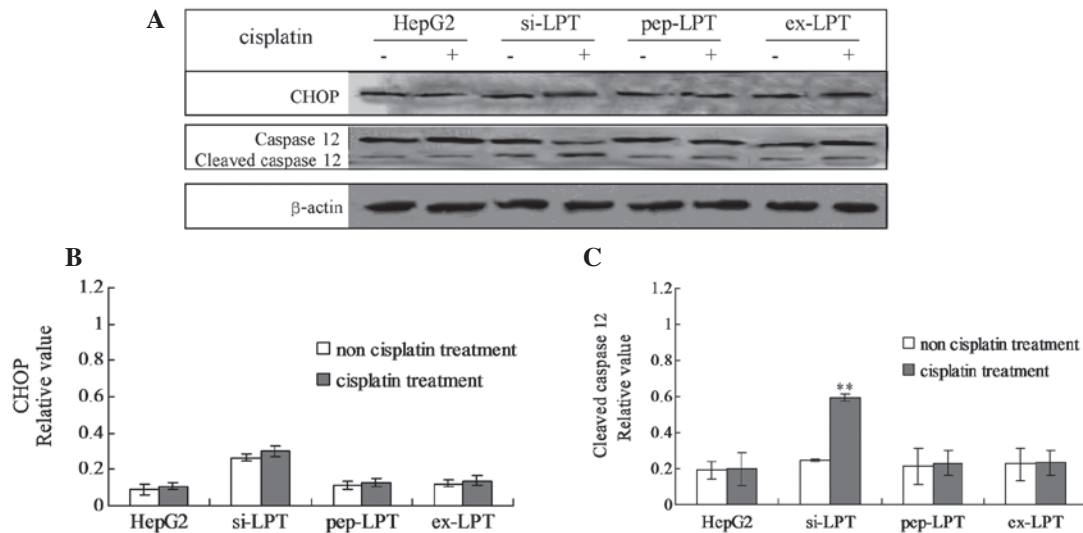 A
cisplatin
HepG2 si-LPT pep-LPT ex-LPT
- + - + - + - +
CHOP
Caspase 12
Cleaved caspase 12
β-actin
B
CHOP
Relative value
1.2
1
0.8
0.6
0.4
0.2
0
non cisplatin treatment
cisplatin treatment
HepG2 si-LPT pep-LPT ex-LPT
C
Cleaved caspase 12
Relative value
1.2
1
0.8
0.6
0.4
0.2
0
non cisplatin treatment
cisplatin treatment
**
HepG2 si-LPT pep-LPT ex-LPT